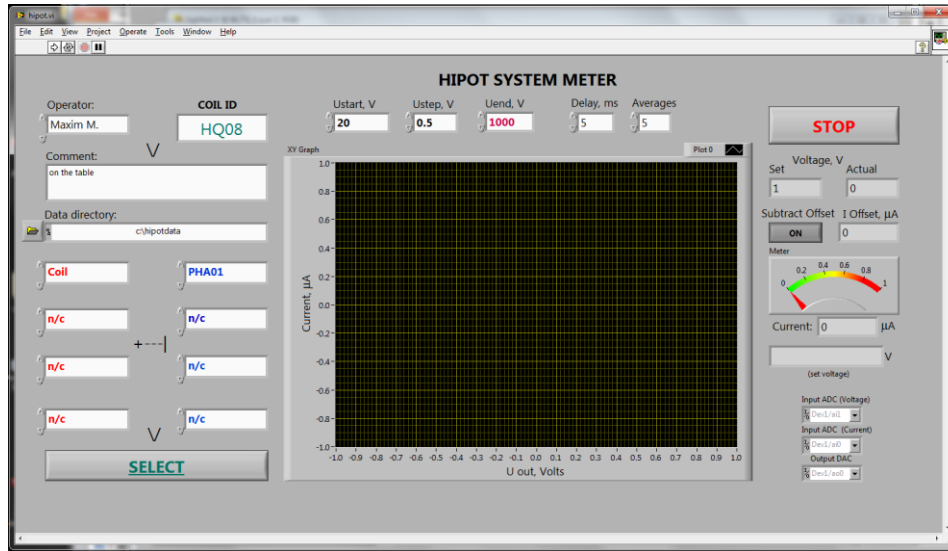 hipot.vi
File Edit View Project Operate Tools Window Help
HIPOT SYSTEM METER
Operator:
Maxim M.
COIL ID
HQ08
Comment:
on the table
Data directory:
c:\hipotdata
Coil
PHA01
n/c
n/c
+---|
n/c
n/c
n/c
n/c
SELECT
Ustart, V
20
Ustep, V
0.5
Uend, V
1000
Delay, ms
5
Averages
5
XY Graph
Plot 0
Current, µA
1.0
0.8
0.6
0.4
0.2
0.0
-0.2
-0.4
-0.6
-0.8
-1.0
-1.0 -0.9 -0.8 -0.7 -0.6 -0.5 -0.4 -0.3 -0.2 -0.1 0.0 0.1 0.2 0.3 0.4 0.5 0.6 0.7 0.8 0.9 1.0
U out, Volts
STOP
Voltage, V
Set Actual
1 0
Subtract Offset I Offset, µA
ON 0
Meter
0 0.2 0.4 0.6 0.8 1
Current: 0 µA
V
(set voltage)
Input ADC (Voltage)
Dev1/ai1
Input ADC (Current)
Dev1/ai0
Output DAC
Dev1/ao0